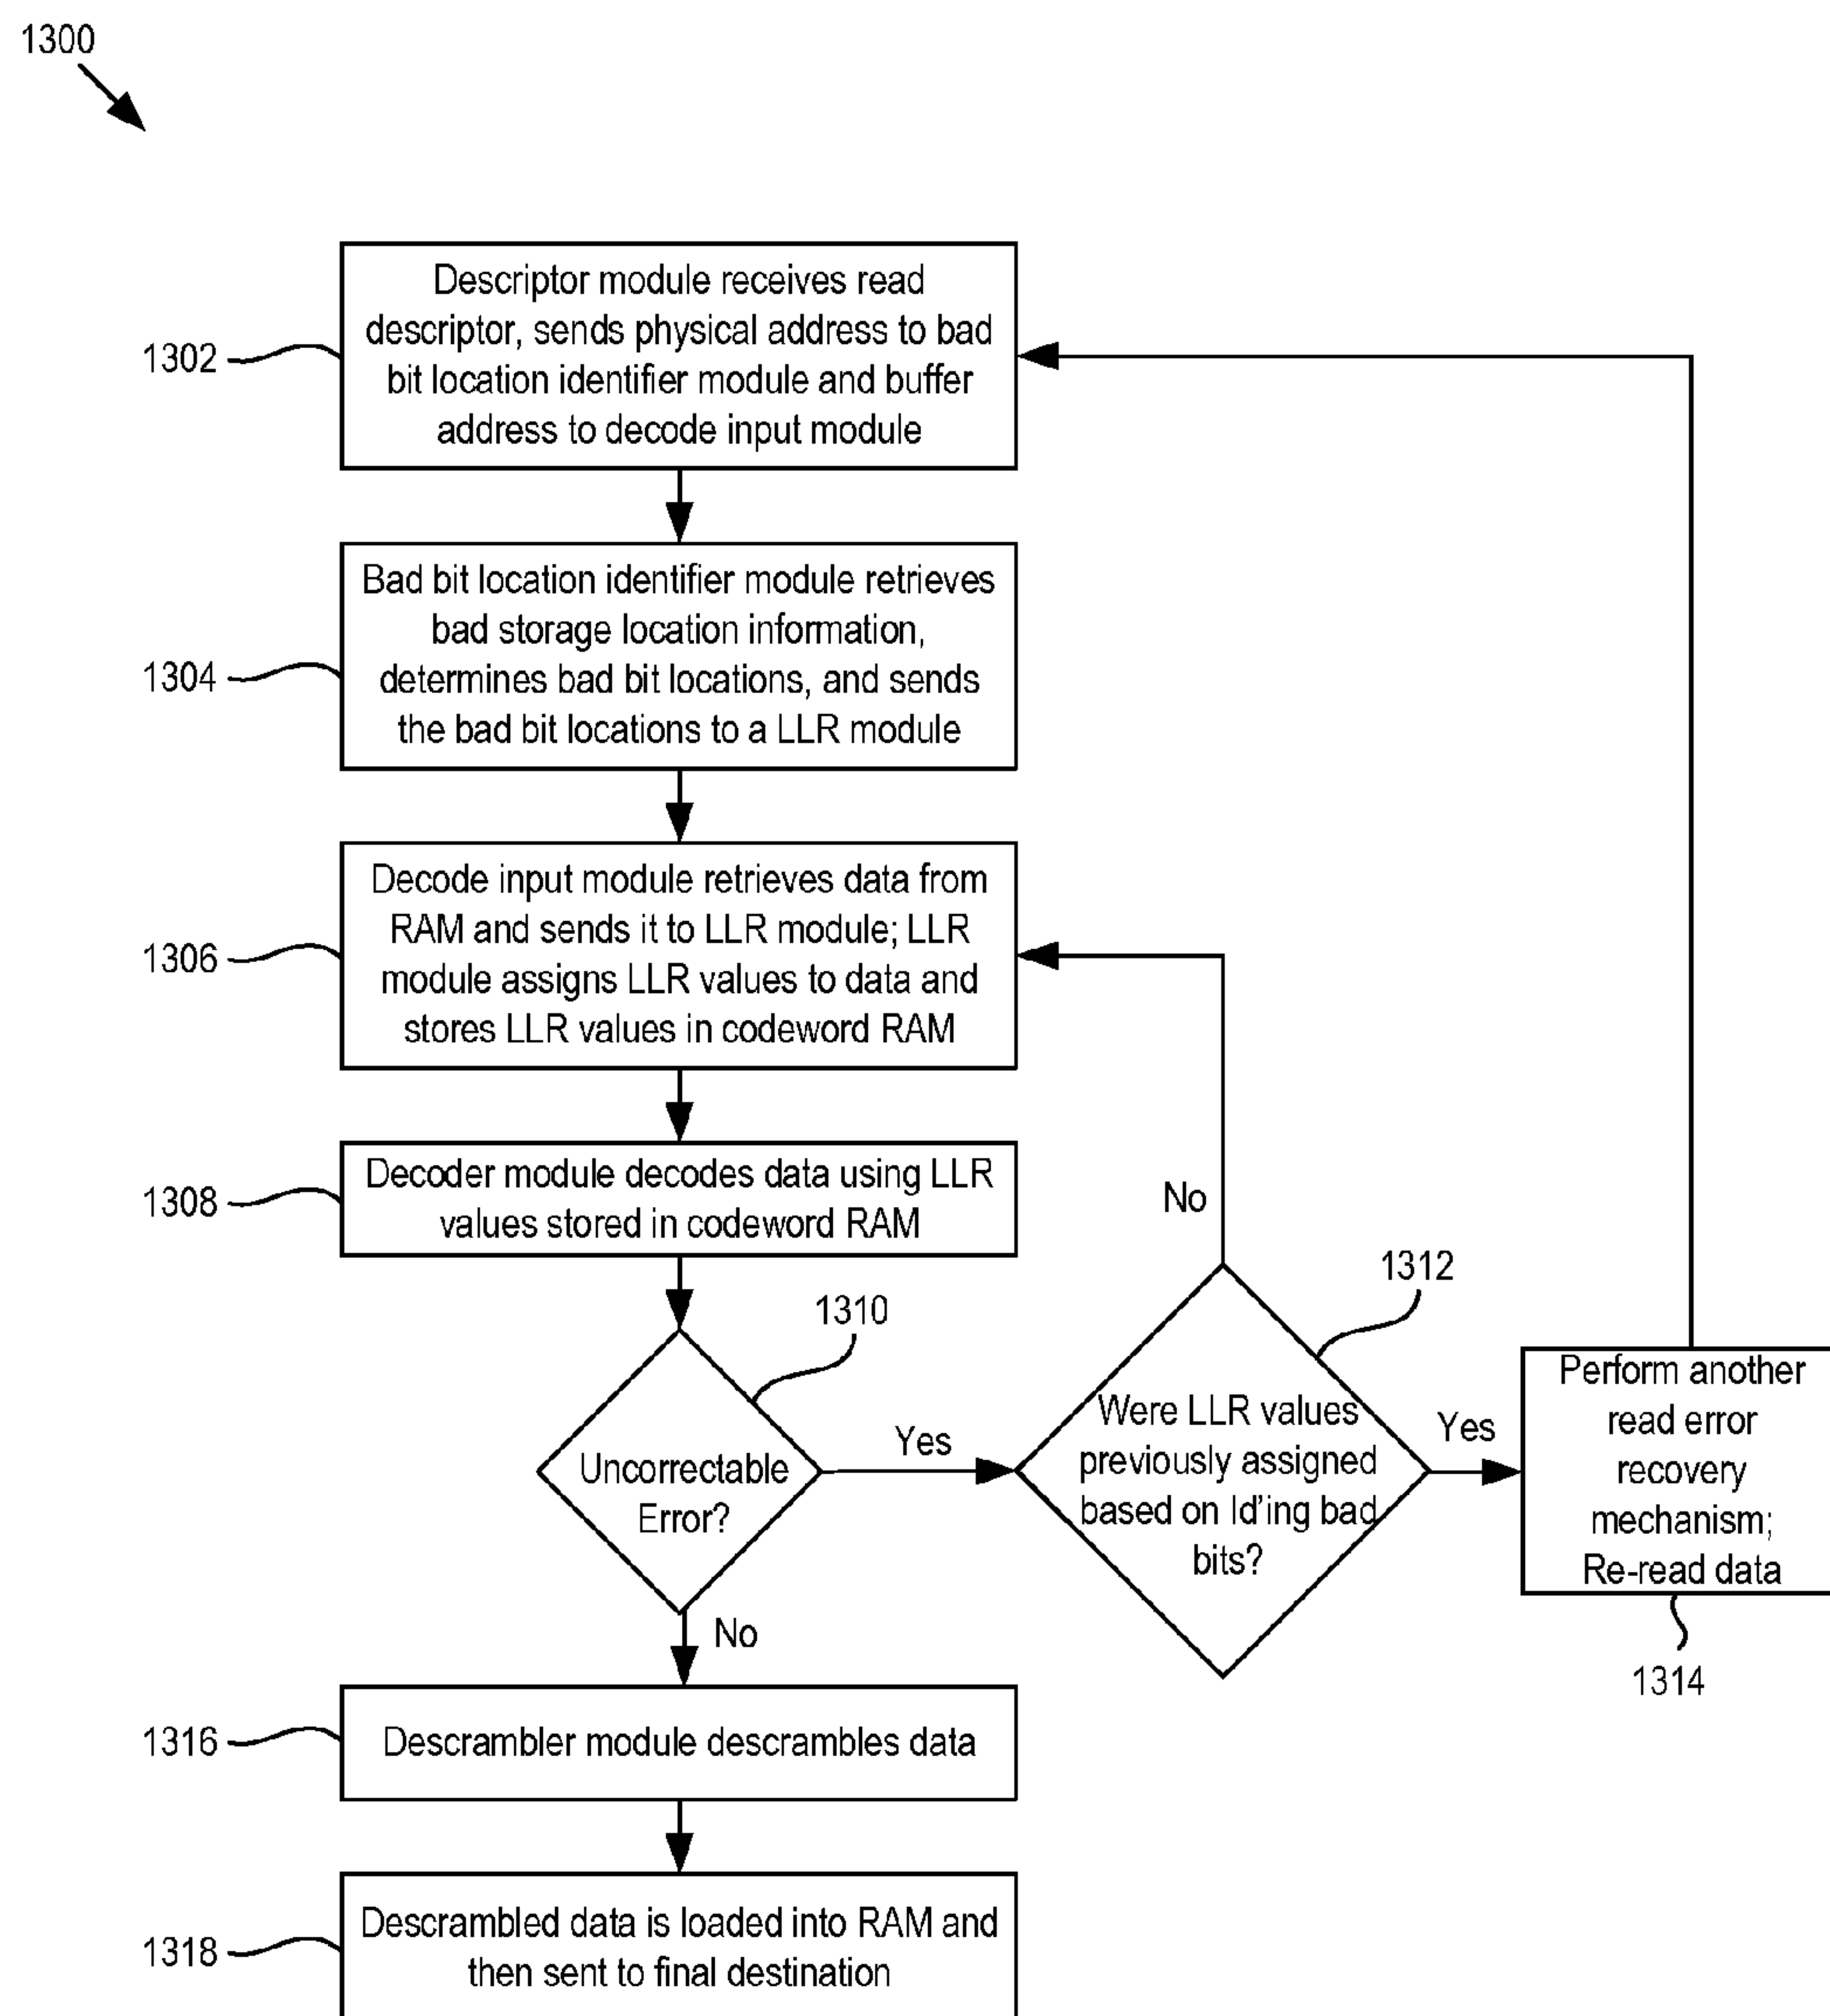 1300
Descriptor module receives read
descriptor, sends physical address to bad
bit location identifier module and buffer
address to decode input module
1302
Bad bit location identifier module retrieves
bad storage location information,
determines bad bit locations, and sends
the bad bit locations to a LLR module
1304
Decode input module retrieves data from
RAM and sends it to LLR module; LLR
module assigns LLR values to data and
stores LLR values in codeword RAM
1306
Decoder module decodes data using LLR
values stored in codeword RAM
1308
No
1312
1310
Uncorrectable
Error?
Yes
Were LLR values
previously assigned
based on Id'ing bad
bits?
Yes
Perform another
read error
recovery
mechanism;
Re-read data
1314
No
Descrambler module descrambles data
1316
Descrambled data is loaded into RAM and
then sent to final destination
1318